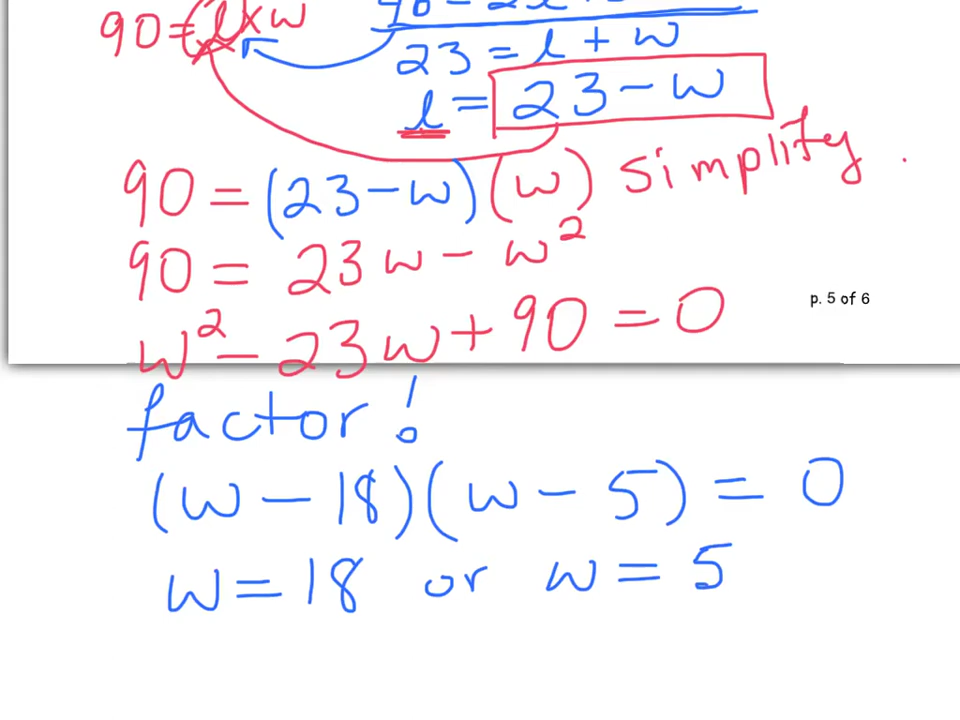 90 = (l × w
23 = l + w
l = 23 - w
90 = (23 - w)(w) simplify.
90 = 23w - w²
w² - 23w + 90 = 0
p. 5 of 6
factor!
(w - 18)(w - 5) = 0
w = 18 or w = 5